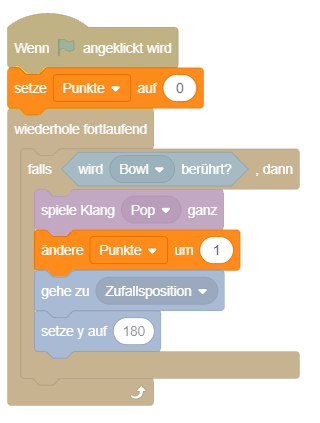 Wenn angeklickt wird
setze Punkte auf 0
wiederhole fortlaufend
falls wird Bowl berührt? , dann
spiele Klang Pop ganz
ändere Punkte um 1
gehe zu Zufallsposition
setze y auf 180